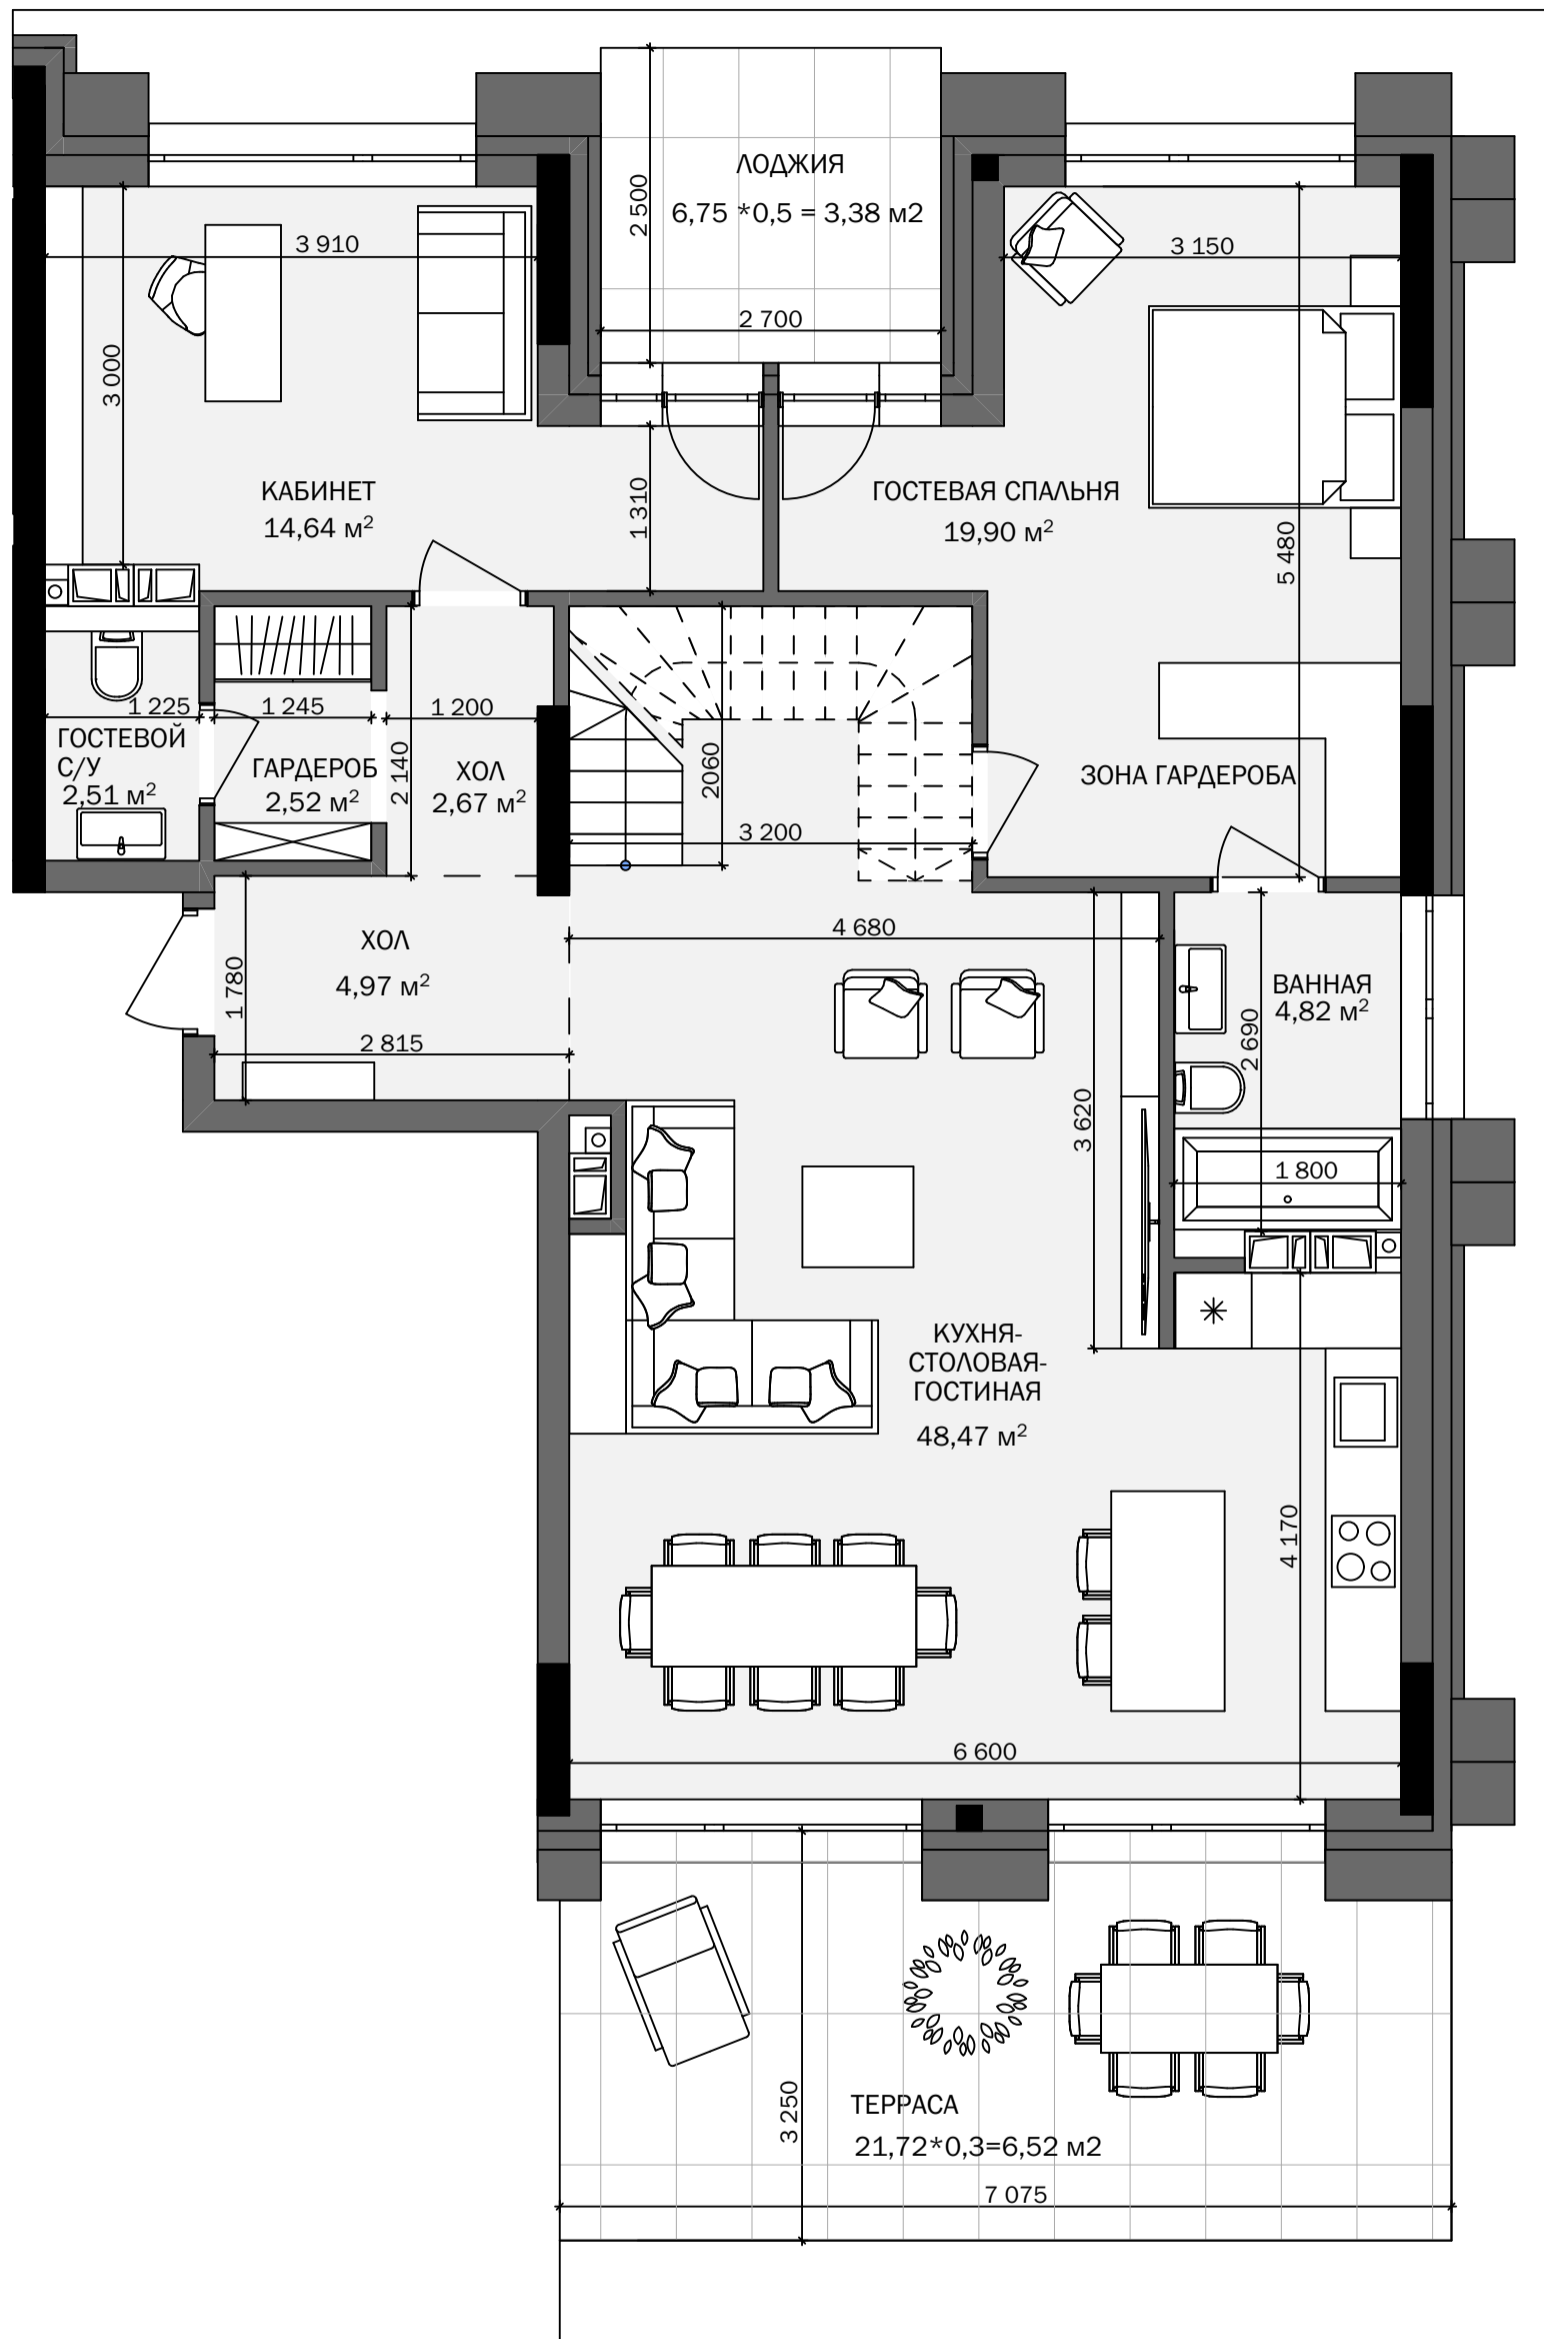 ЛОДЖИЯ
2 500
6,75 *0,5 = 3,38 м2
3 910
3 150
2 700
3 000
КАБИНЕТ
14,64 м²
1 310
ГОСТЕВАЯ СПАЛЬНЯ
19,90 м²
5 480
1 225
1 245
1 200
ГОСТЕВОЙ
С/У
2,51 м²
ГАРДЕРОБ
2,52 м²
2 140
ХОЛ
2,67 м²
2060
3 200
ЗОНА ГАРДЕРОБА
ХОЛ
4,97 м²
1 780
2 815
4 680
ВАННАЯ
4,82 м²
2 690
3 620
1 800
КУХНЯ-
СТОЛОВАЯ-
ГОСТИНАЯ
48,47 м²
4 170
6 600
3 250
ТЕРРАСА
21,72*0,3=6,52 м2
7 075